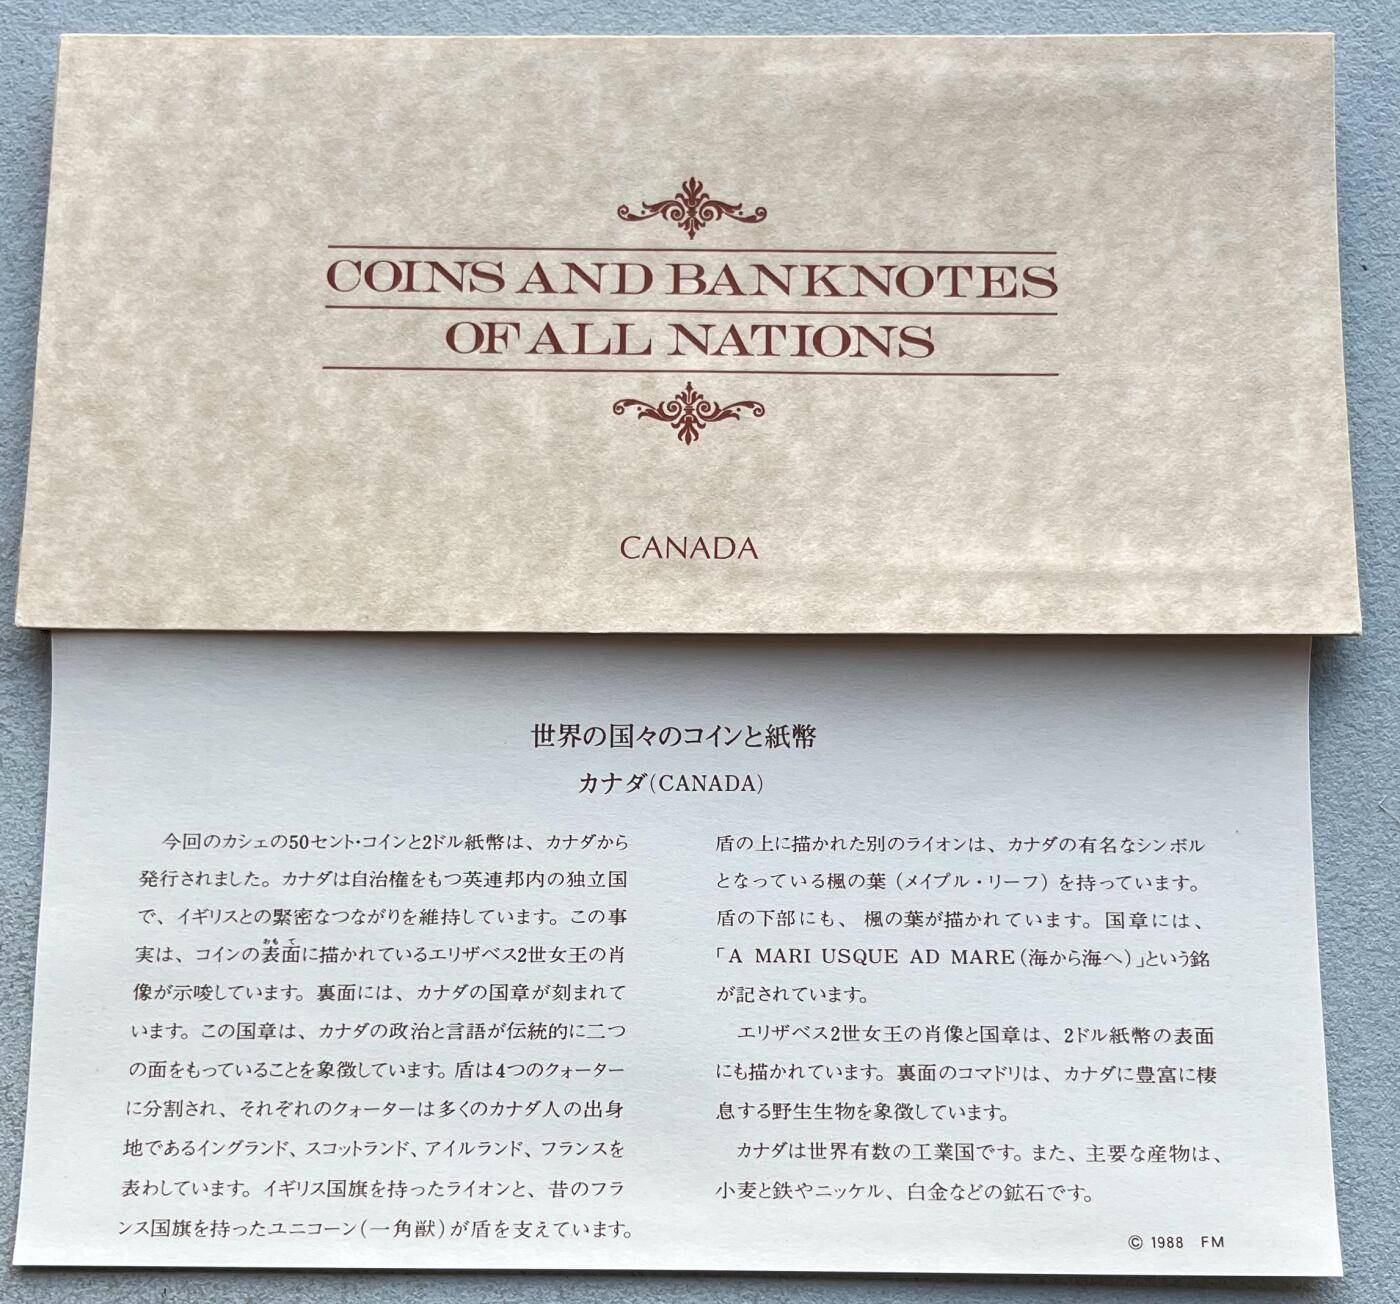 COINS AND BANKNOTES
OF ALL NATIONS
CANADA
世界の国々のコインと紙幣
カナダ(CANADA)
今回のカシェの50セント・コインと2ドル紙幣は、カナダから
発行されました。カナダは自治権をもつ英連邦内の独立国
で、イギリスとの緊密なつながりを維持しています。この事
実は、コインの表面に描かれているエリザベス2世女王の肖
像が示唆しています。裏面には、カナダの国章が刻まれて
います。この国章は、カナダの政治と言語が伝統的に二つ
の面をもっていることを象徴しています。盾は4つのクォーター
に分割され、それぞれのクォーターは多くのカナダ人の出身
地であるイングランド、スコットランド、アイルランド、フランスを
表わしています。イギリス国旗を持ったライオンと、昔のフラ
ンス国旗を持ったユニコーン(一角獣)が盾を支えています。
盾の上に描かれた別のライオンは、カナダの有名なシンボル
となっている楓の葉(メイプル・リーフ)を持っています。
盾の下部にも、楓の葉が描かれています。国章には、
「A MARI USQUE AD MARE(海から海へ)」という銘
が記されています。
エリザベス2世女王の肖像と国章は、2ドル紙幣の表面
にも描かれています。裏面のコマドリは、カナダに豊富に棲
息する野生生物を象徴しています。
カナダは世界有数の工業国です。また、主要な産物は、
小麦と鉄やニッケル、白金などの鉱石です。
© 1988 FM